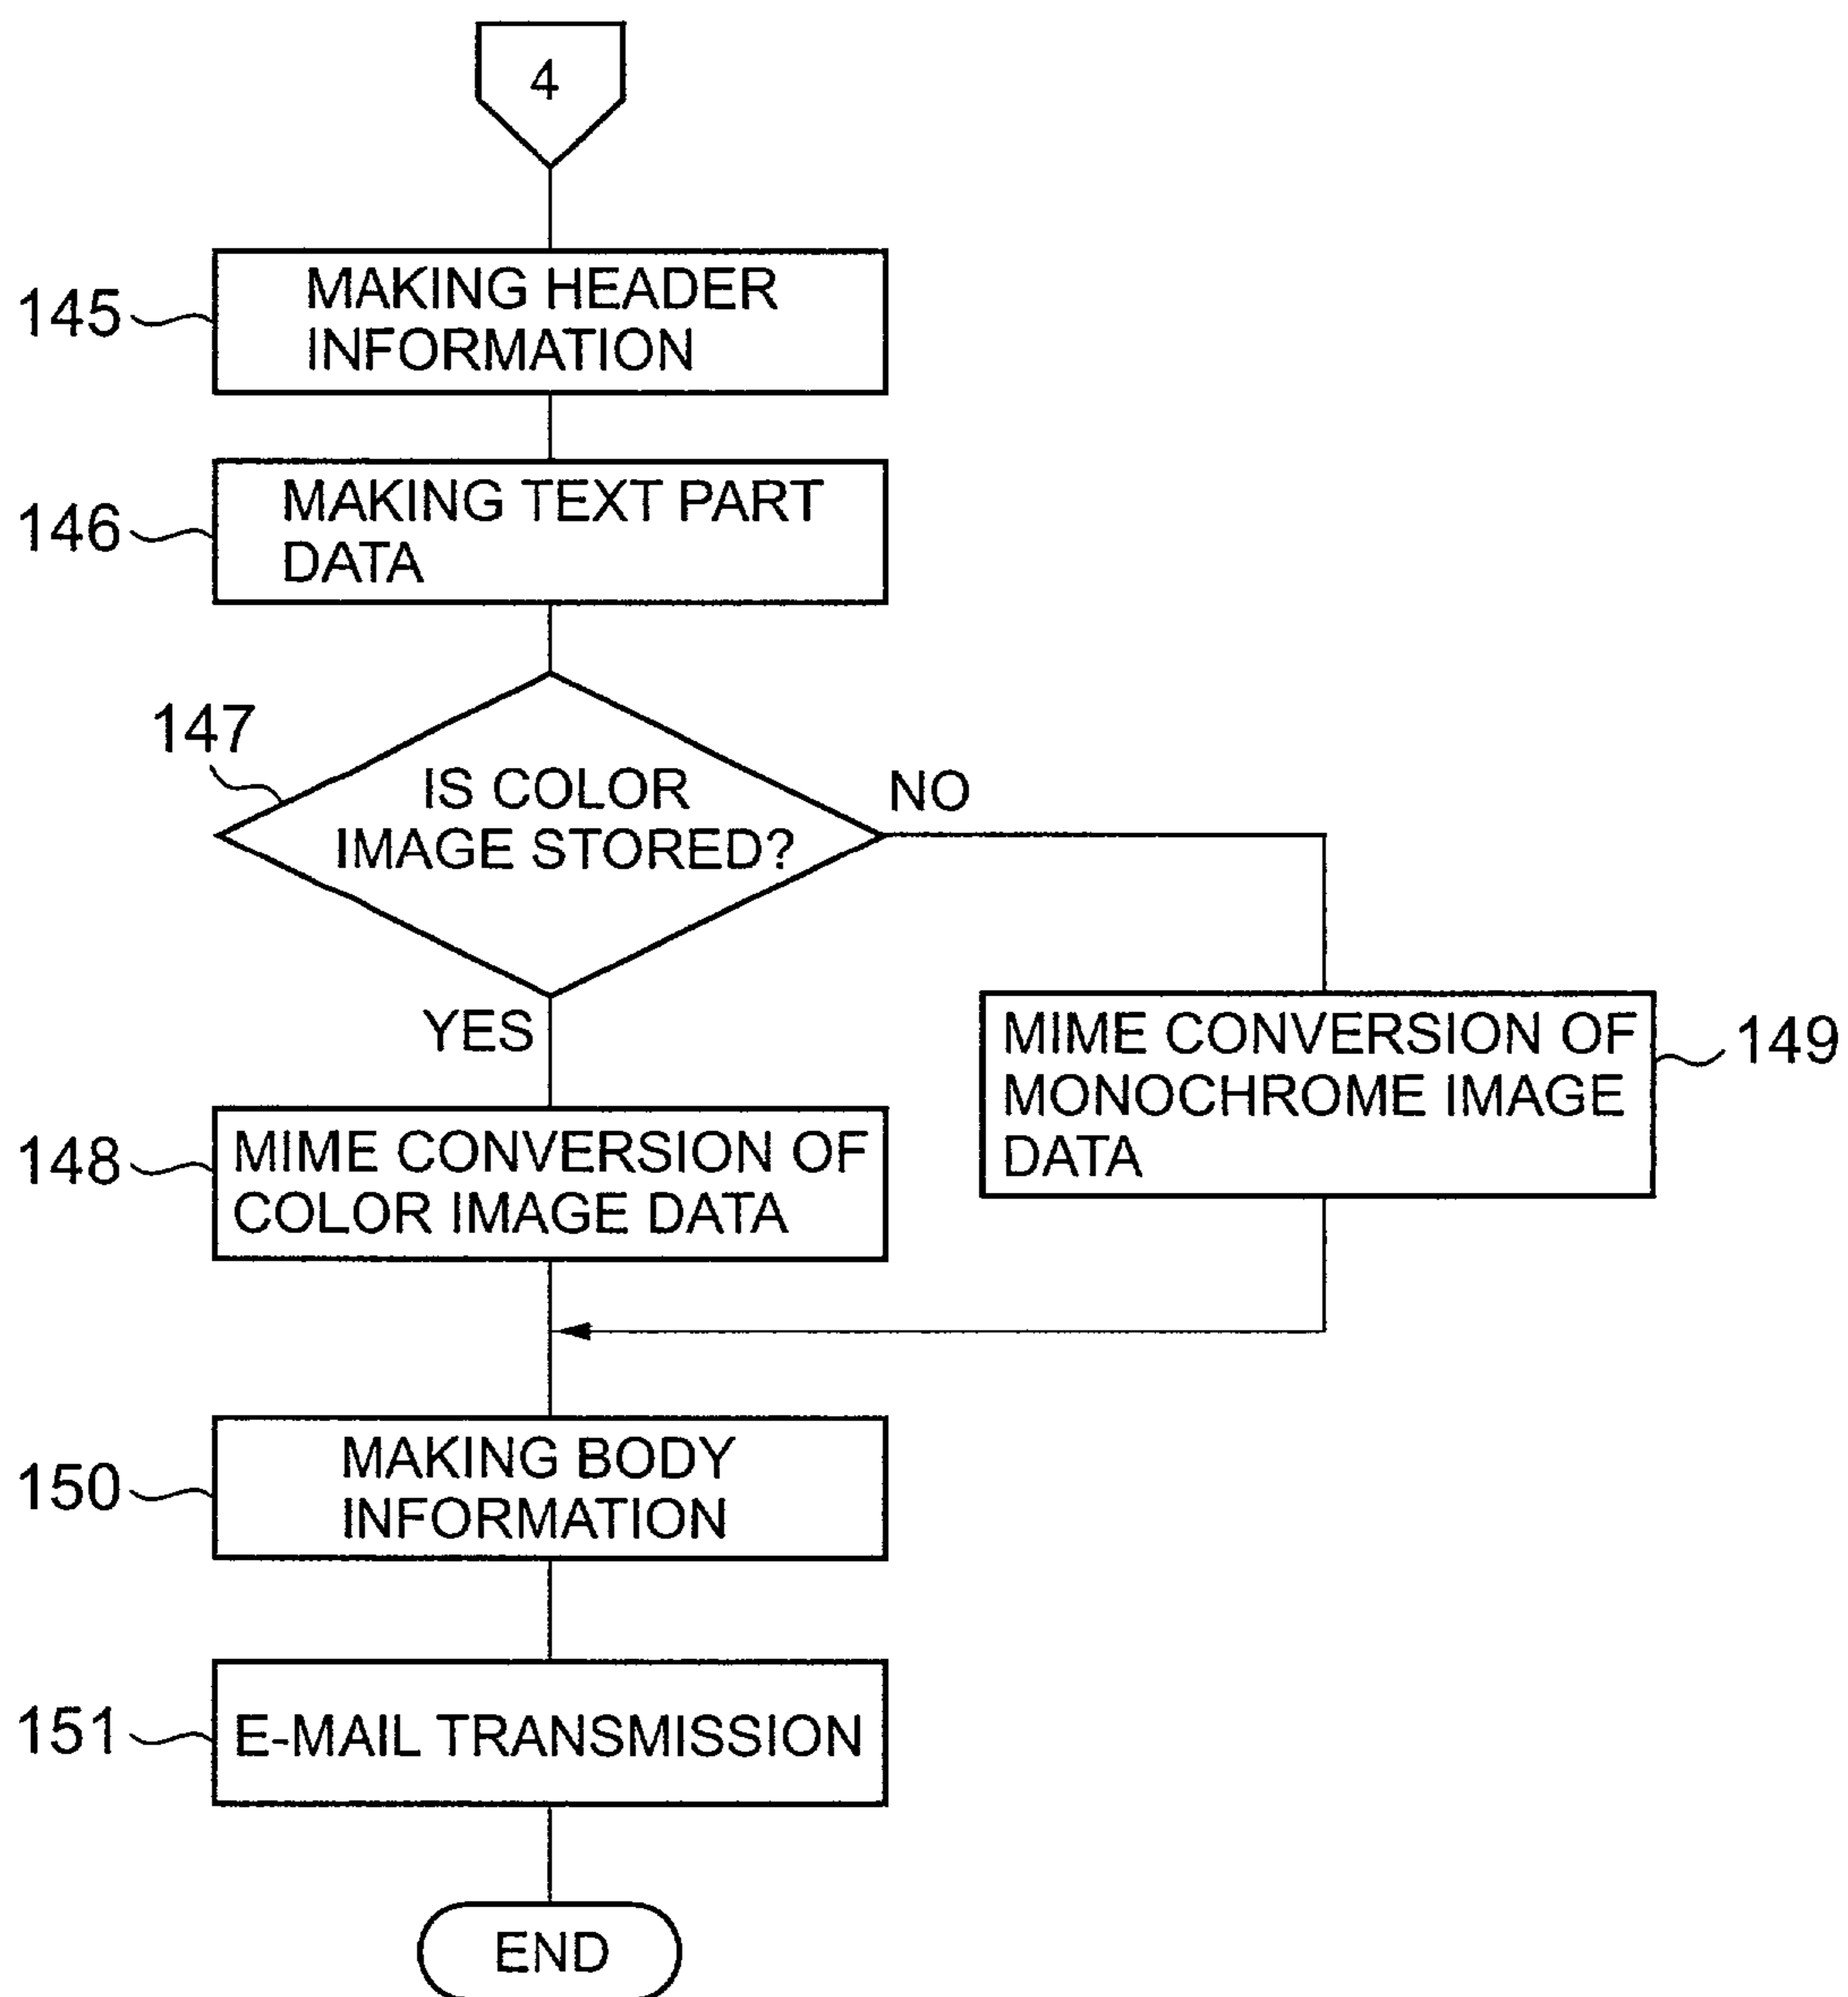 4
145
MAKING HEADER
INFORMATION
146
MAKING TEXT PART
DATA
147
IS COLOR
IMAGE STORED?
NO
YES
149
MIME CONVERSION OF
MONOCHROME IMAGE
DATA
148
MIME CONVERSION OF
COLOR IMAGE DATA
150
MAKING BODY
INFORMATION
151
E-MAIL TRANSMISSION
END